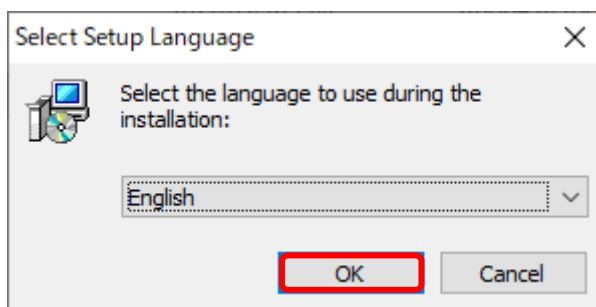 Select Setup Language
Select the language to use during the
installation:
English
OK
Cancel